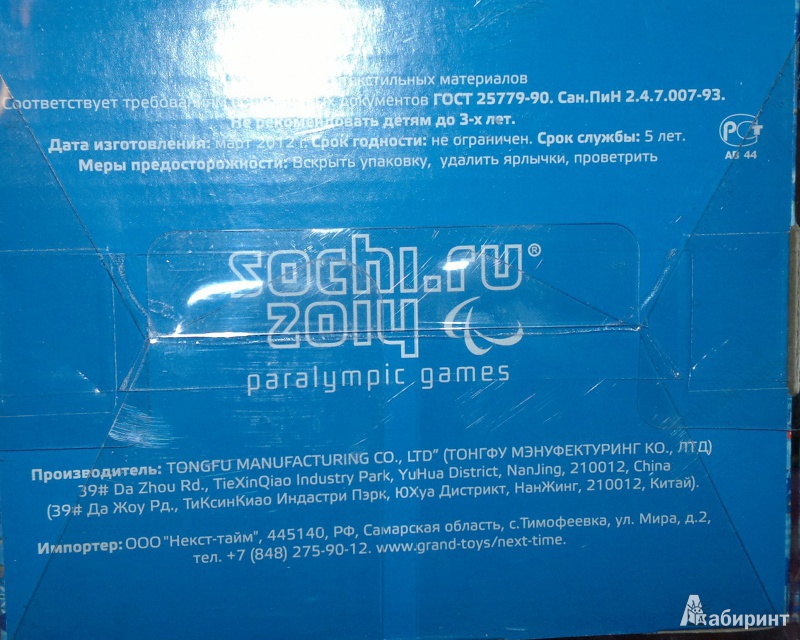 текстильных материалов
Соответствует требованиям документов ГОСТ 25779-90. Сан.ПиН 2.4.7.007-93.
Не рекомендовать детям до 3-х лет.
Дата изготовления: март 2012 г. Срок годности: не ограничен. Срок службы: 5 лет.
Меры предосторожности: Вскрыть упаковку, удалить ярлычки, проветрить
РСТ
АВ 44
sochi.ru®
2014
paralympic games
Производитель: TONGFU MANUFACTURING CO., LTD" (ТОНГФУ МЭНУФЕКТУРИНГ КО., ЛТД)
39# Da Zhou Rd., TieXinQiao Industry Park, YuHua District, NanJing, 210012, China
(39# Да Жоу Рд., ТиКсинКиао Индастри Пэрк, ЮХуа Дистрикт, НанЖинг, 210012, Китай).
Импортер: ООО "Некст-тайм", 445140, РФ, Самарская область, с.Тимофеевка, ул. Мира, д.2,
тел. +7 (848) 275-90-12. www.grand-toys/next-time.
Лабиринт